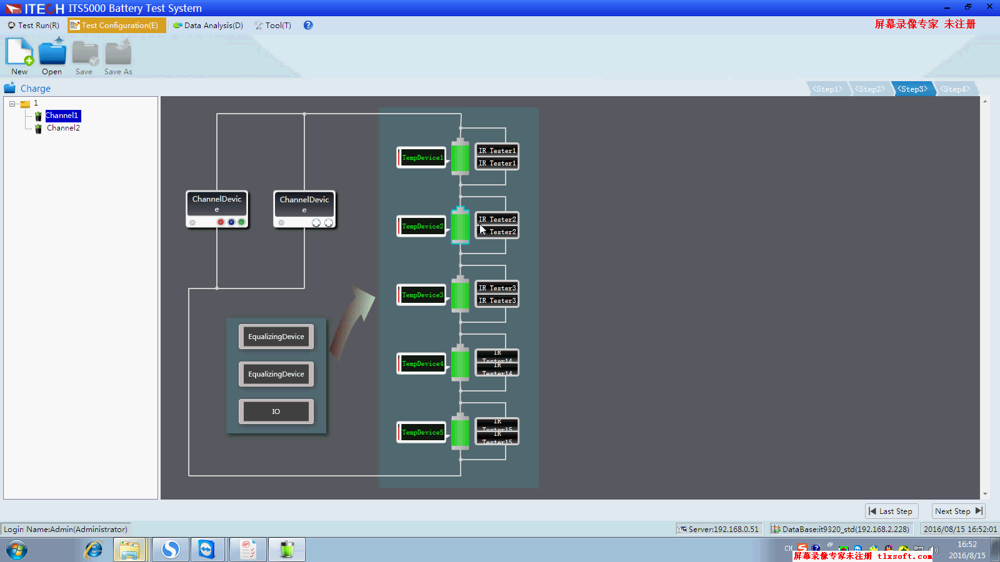 ITECH ITS5000 Battery Test System
Test Run(R) Test Configuration(E) Data Analysis(D) Tool(T) ?
屏幕录像专家 未注册
New Open Save Save As
Charge
<Step1> <Step2> <Step3> <Step4>
1
Channel1
Channel2
TempDevice1
IR Tester1
IR Tester1
ChannelDevic
e
ChannelDevic
e
TempDevice2
IR Tester2
Tester2
TempDevice3
IR Tester3
IR Tester3
EqualizingDevice
EqualizingDevice
IO
TempDevice4
IR
Tester14
IR
Tester14
TempDevice5
IR
Tester15
IR
Tester15
Last Step Next Step
Login Name:Admin(Administrator)
Server:192.168.0.51
DataBase:it9320_std(192.168.2.228)
2016/08/15 16:52:01
CH
16:52
2016/8/15
屏幕录像专家未注册 tlxsoft.com